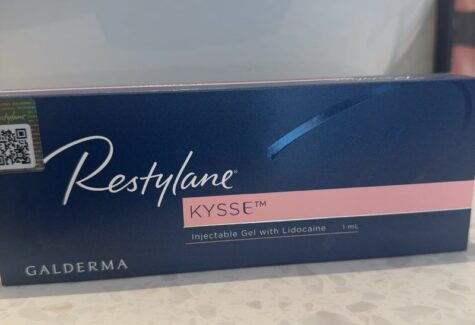 Restylane®
KYSSE™
Injectable Gel with Lidocaine 1 mL
GALDERMA